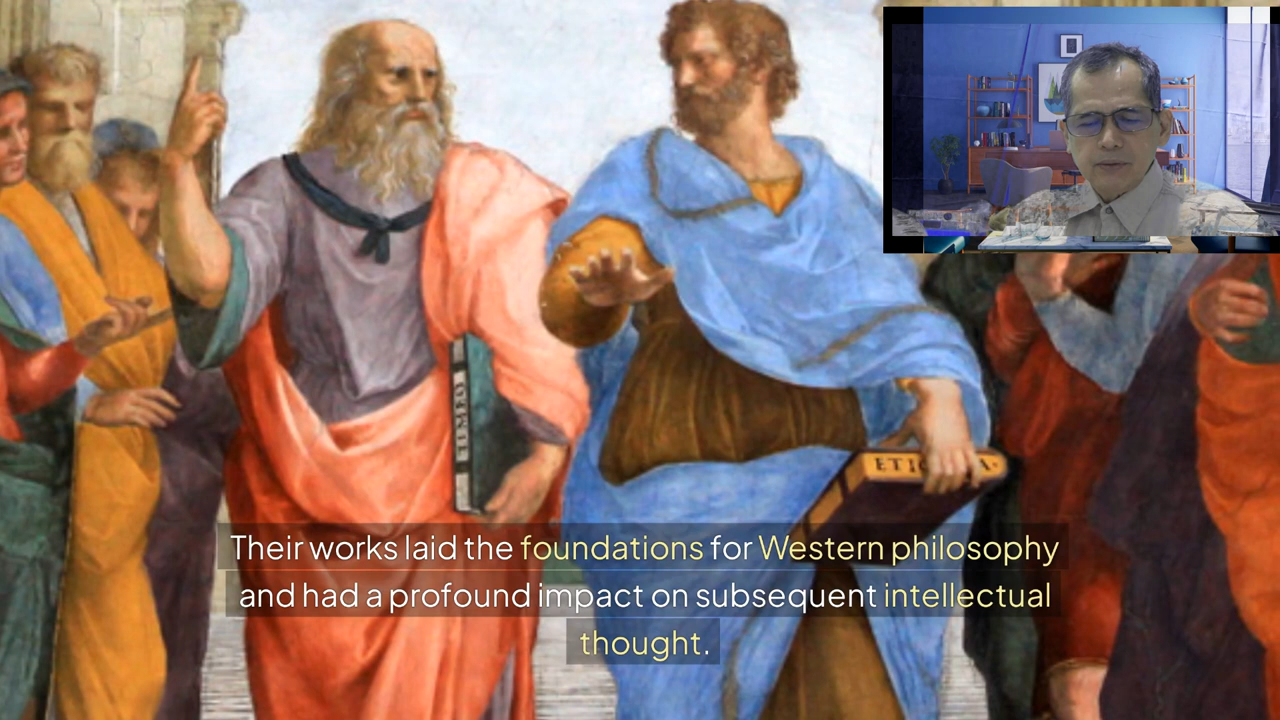 TIMEO
ETICA
Their works laid the foundations for Western philosophy
and had a profound impact on subsequent intellectual
thought.